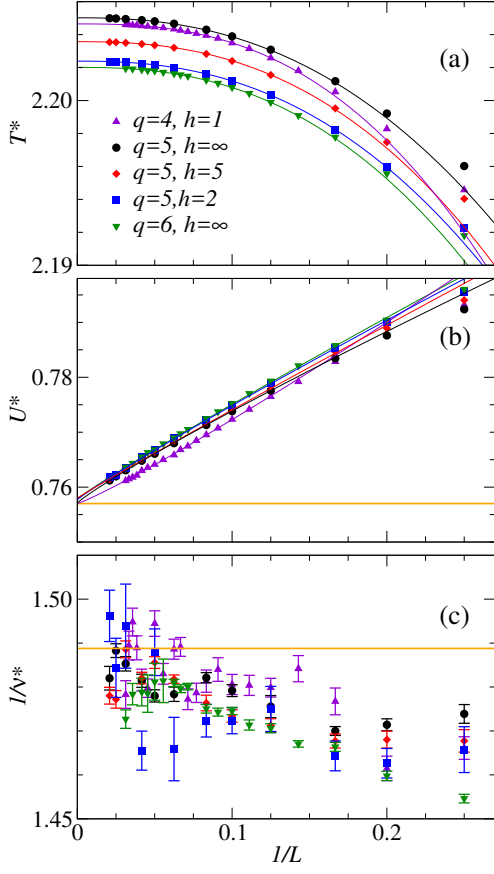 (a)
2.20
T*
q=4, h=1
q=5, h=∞
q=5, h=5
q=5,h=2
q=6, h=∞
2.19
(b)
0.78
U*
0.76
(c)
1.50
1/ν*
1.45
0
0.1
0.2
1/L